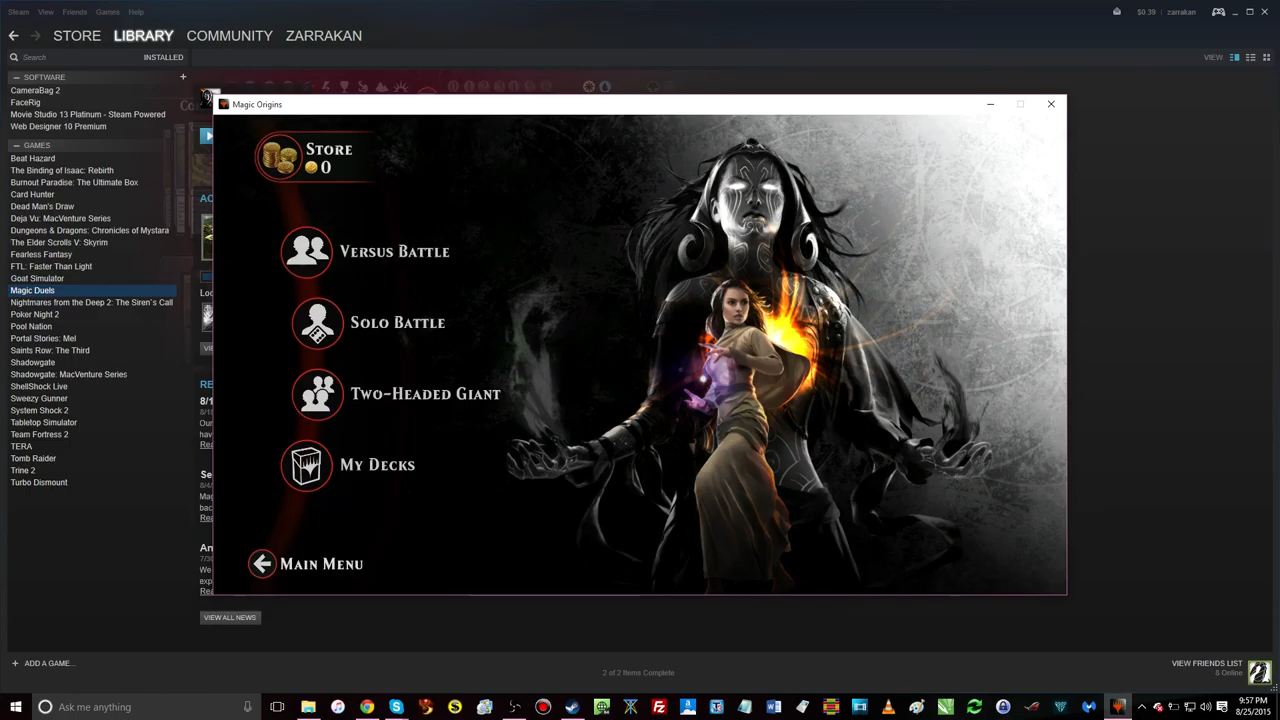 Steam View Friends Games Help
$0.39 zarrakan
STORE LIBRARY COMMUNITY ZARRAKAN
Search INSTALLED
VIEW
SOFTWARE +
CameraBag 2
FaceRig
Movie Studio 13 Platinum - Steam Powered
Web Designer 10 Premium
GAMES
Beat Hazard
The Binding of Isaac: Rebirth
Burnout Paradise: The Ultimate Box
Card Hunter
Dead Man's Draw
Deja Vu: MacVenture Series
Dungeons & Dragons: Chronicles of Mystara
The Elder Scrolls V: Skyrim
Fearless Fantasy
FTL: Faster Than Light
Goat Simulator
Magic Duels
Nightmares from the Deep 2: The Siren`s Call
Poker Night 2
Pool Nation
Portal Stories: Mel
Saints Row: The Third
Shadowgate
Shadowgate: MacVenture Series
ShellShock Live
Sweezy Gunner
System Shock 2
Tabletop Simulator
Team Fortress 2
TERA
Tomb Raider
Trine 2
Turbo Dismount
Magic Origins
Store
0
Versus Battle
Solo Battle
Two-Headed Giant
My Decks
Main Menu
VIEW ALL NEWS
+ ADD A GAME...
2 of 2 Items Complete
VIEW FRIENDS LIST
8 Online
Ask me anything
9:57 PM
8/25/2015